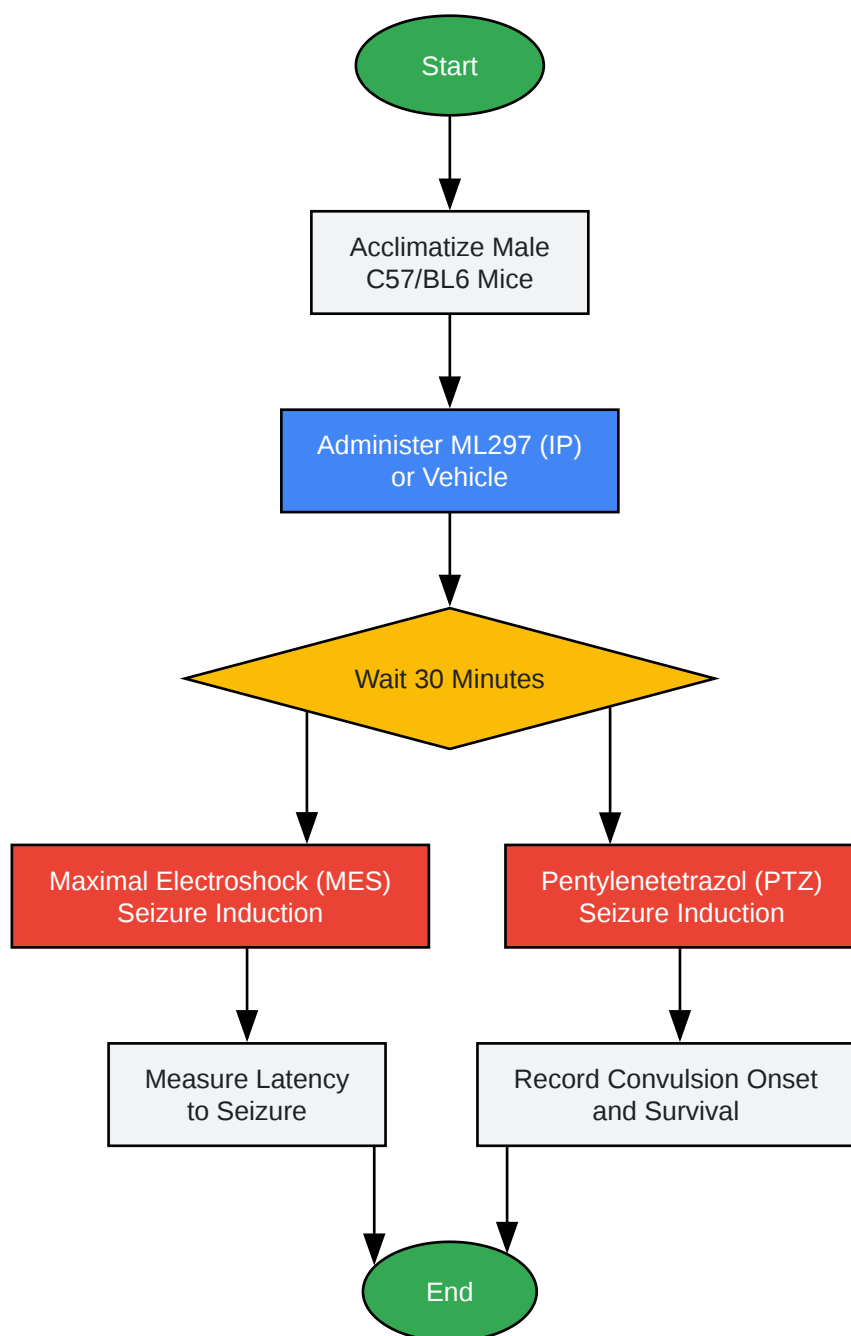 Start
Acclimatize Male
C57/BL6 Mice
Administer ML297 (IP)
or Vehicle
Wait 30 Minutes
Maximal Electroshock (MES)
Seizure Induction
Pentylenetetrazol (PTZ)
Seizure Induction
Measure Latency
to Seizure
Record Convulsion Onset
and Survival
End